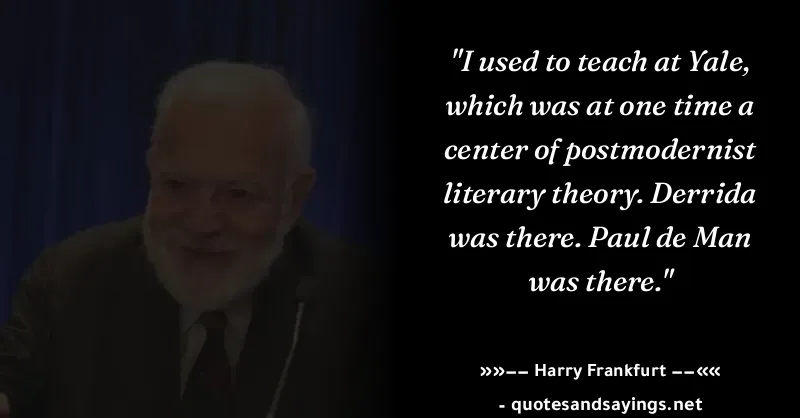 "I used to teach at Yale,
which was at one time a
center of postmodernist
literary theory. Derrida
was there. Paul de Man
was there."
»»−− Harry Frankfurt −−««
- quotesandsayings.net